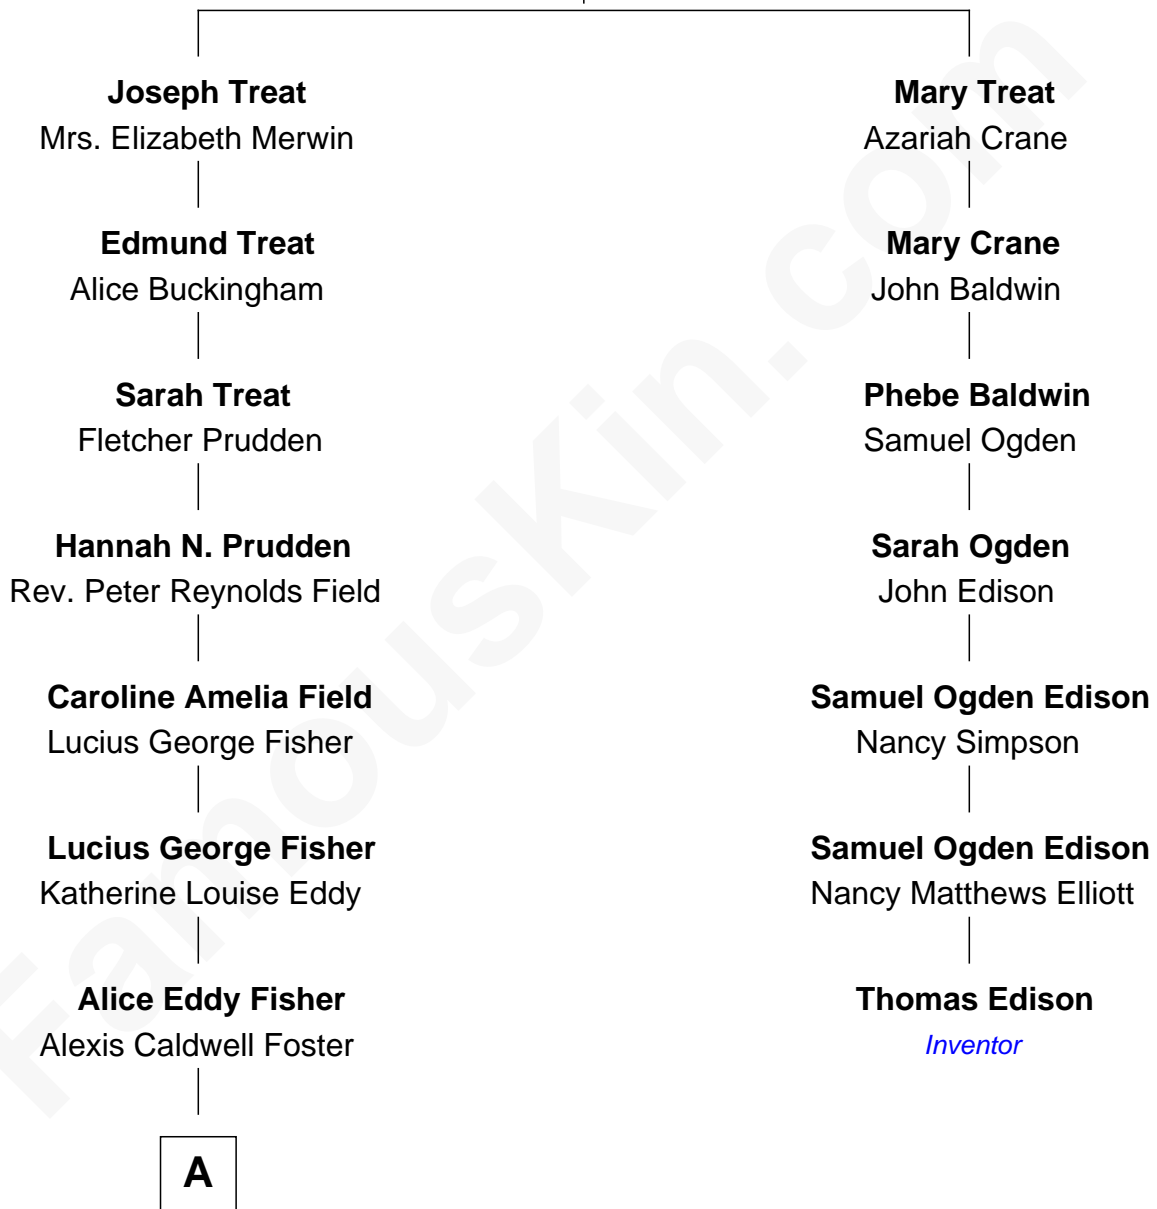 Joseph Treat
Mrs. Elizabeth Merwin
Mary Treat
Azariah Crane
Edmund Treat
Alice Buckingham
Mary Crane
John Baldwin
Sarah Treat
Fletcher Prudden
Phebe Baldwin
Samuel Ogden
Hannah N. Prudden
Rev. Peter Reynolds Field
Sarah Ogden
John Edison
Caroline Amelia Field
Lucius George Fisher
Samuel Ogden Edison
Nancy Simpson
Lucius George Fisher
Katherine Louise Eddy
Samuel Ogden Edison
Nancy Matthews Elliott
Alice Eddy Fisher
Alexis Caldwell Foster
Thomas Edison
Inventor
A
FamousKin.com